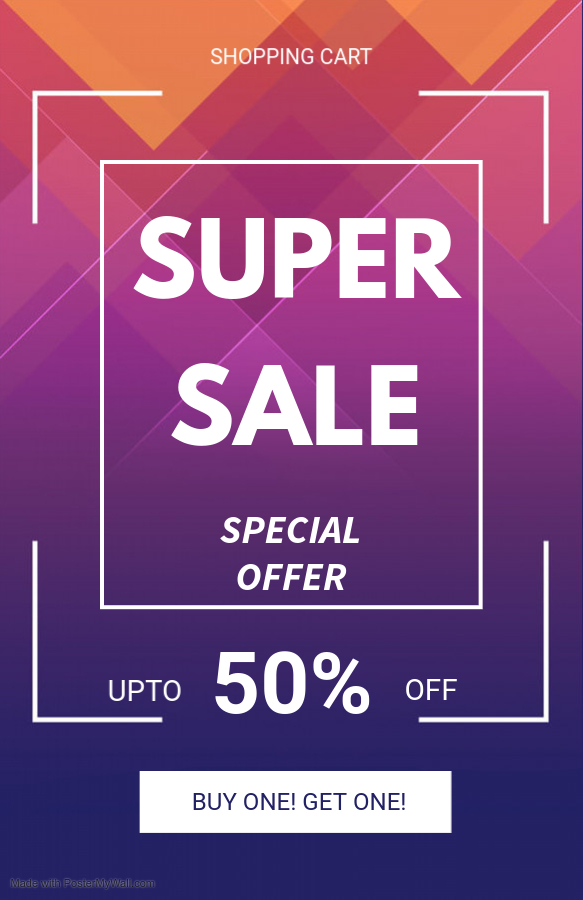 SHOPPING CART
SUPER
SALE
SPECIAL
OFFER
UPTO 50% OFF
BUY ONE! GET ONE!
Made with PosterMyWall.com